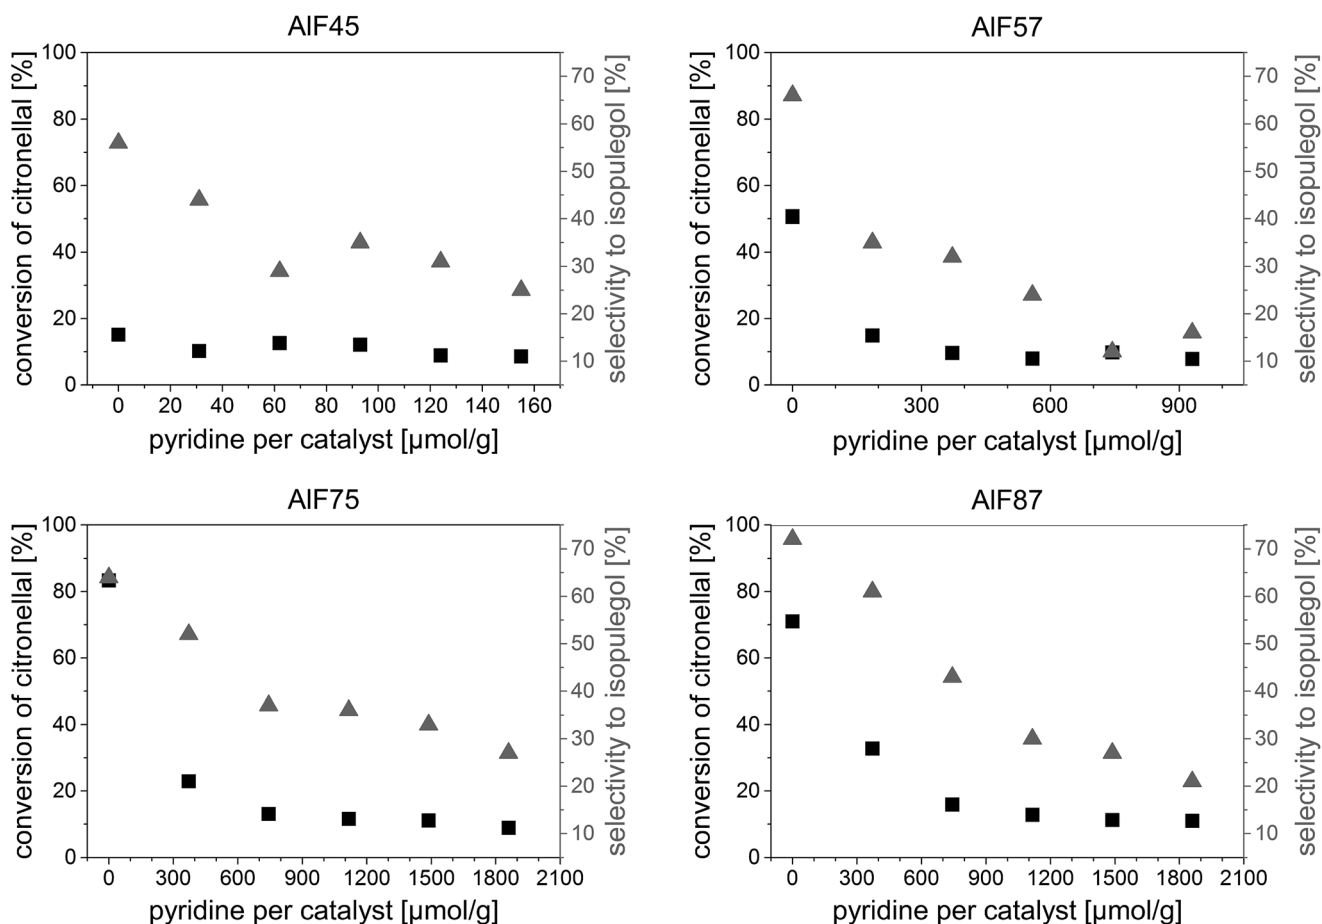 AlF45
conversion of citronellal [%]
100
80
60
40
20
0
selectivity to isopulegol [%]
70
60
50
40
30
20
10
0 20 40 60 80 100 120 140 160
pyridine per catalyst [µmol/g]
AlF57
conversion of citronellal [%]
100
80
60
40
20
0
selectivity to isopulegol [%]
70
60
50
40
30
20
10
0 300 600 900
pyridine per catalyst [µmol/g]
AlF75
conversion of citronellal [%]
100
80
60
40
20
0
selectivity to isopulegol [%]
70
60
50
40
30
20
10
0 300 600 900 1200 1500 1800 2100
pyridine per catalyst [µmol/g]
AlF87
conversion of citronellal [%]
100
80
60
40
20
0
selectivity to isopulegol [%]
70
60
50
40
30
20
10
0 300 600 900 1200 1500 1800 2100
pyridine per catalyst [µmol/g]